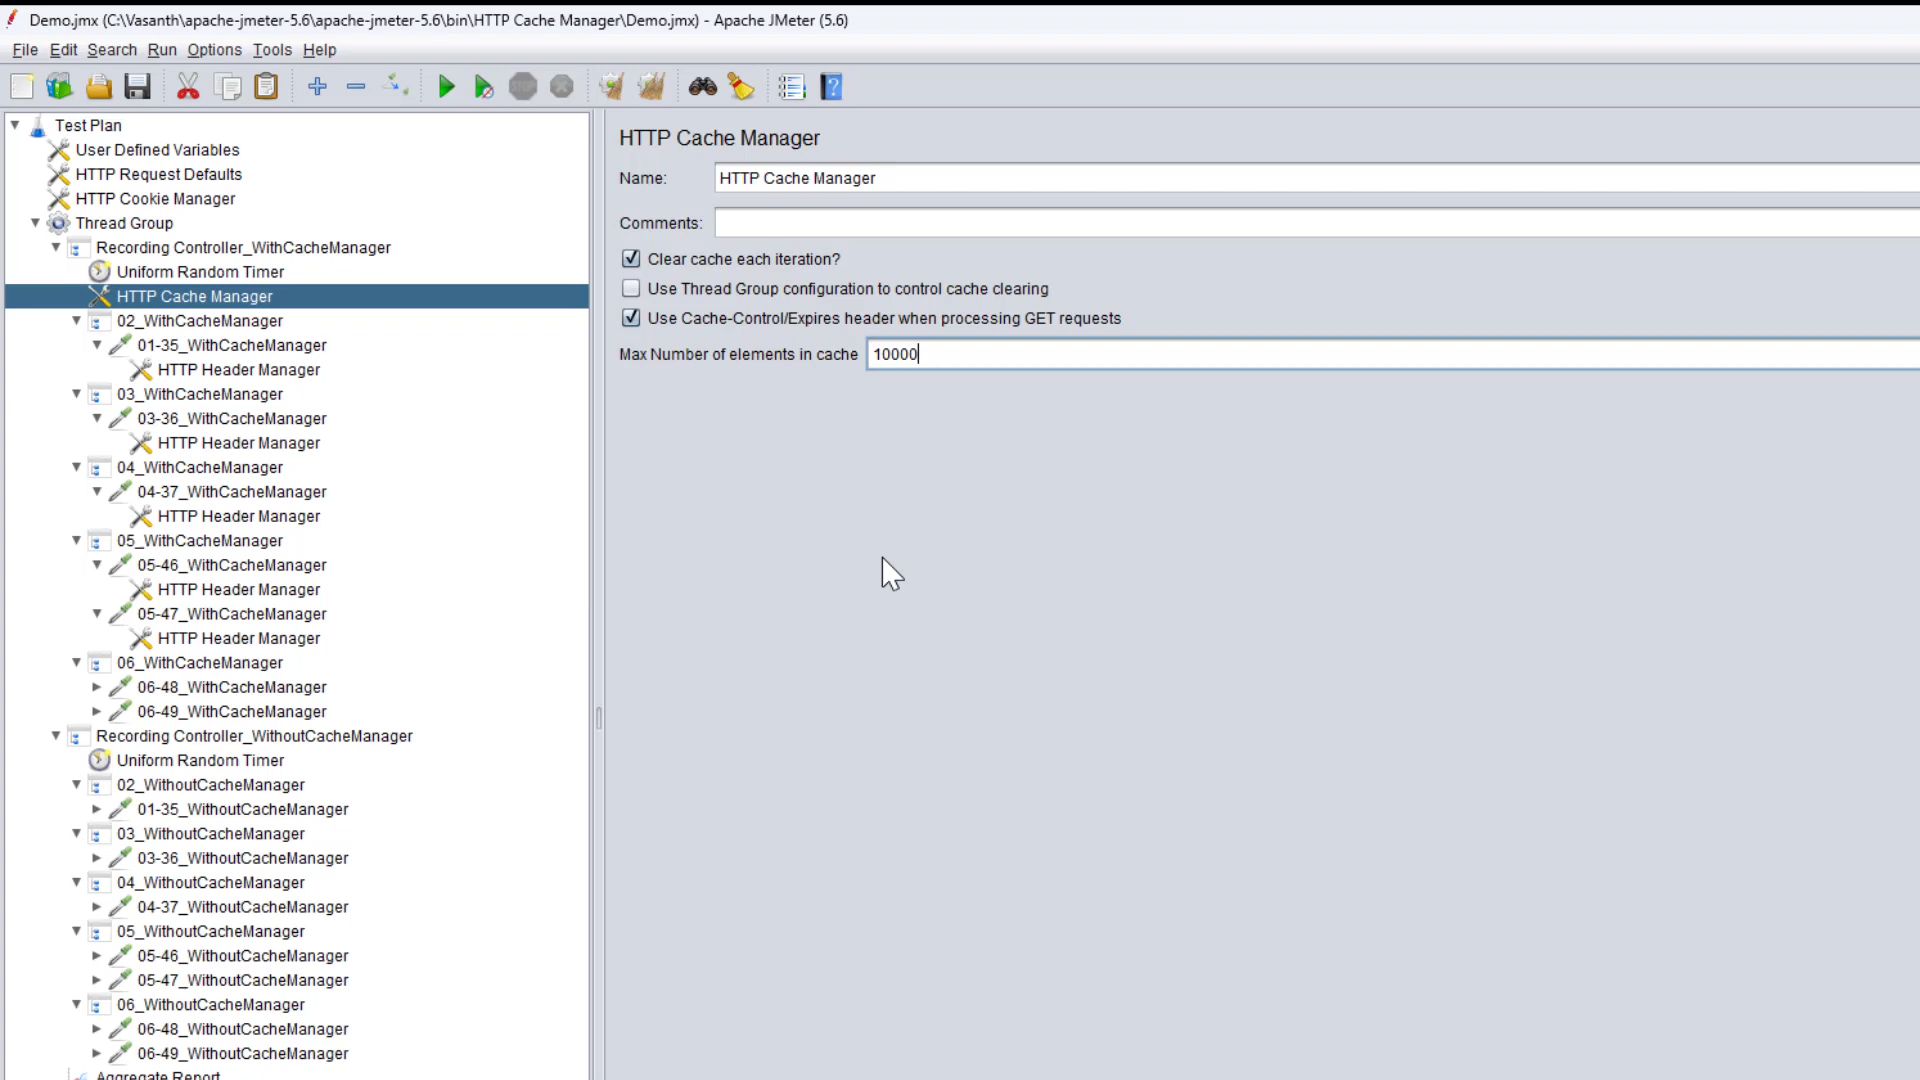 Demo.jmx (C:\Vasanth\apache-jmeter-5.6\apache-jmeter-5.6\bin\HTTP Cache Manager\Demo.jmx) - Apache JMeter (5.6)
File Edit Search Run Options Tools Help
STOP
?
Test Plan
User Defined Variables
HTTP Request Defaults
HTTP Cookie Manager
Thread Group
Recording Controller_WithCacheManager
Uniform Random Timer
HTTP Cache Manager
02_WithCacheManager
01-35_WithCacheManager
HTTP Header Manager
03_WithCacheManager
03-36_WithCacheManager
HTTP Header Manager
04_WithCacheManager
04-37_WithCacheManager
HTTP Header Manager
05_WithCacheManager
05-46_WithCacheManager
HTTP Header Manager
05-47_WithCacheManager
HTTP Header Manager
06_WithCacheManager
06-48_WithCacheManager
06-49_WithCacheManager
Recording Controller_WithoutCacheManager
Uniform Random Timer
02_WithoutCacheManager
01-35_WithoutCacheManager
03_WithoutCacheManager
03-36_WithoutCacheManager
04_WithoutCacheManager
04-37_WithoutCacheManager
05_WithoutCacheManager
05-46_WithoutCacheManager
05-47_WithoutCacheManager
06_WithoutCacheManager
06-48_WithoutCacheManager
06-49_WithoutCacheManager
Aggregate Report
HTTP Cache Manager
Name: HTTP Cache Manager
Comments:
Clear cache each iteration?
Use Thread Group configuration to control cache clearing
Use Cache-Control/Expires header when processing GET requests
Max Number of elements in cache 10000